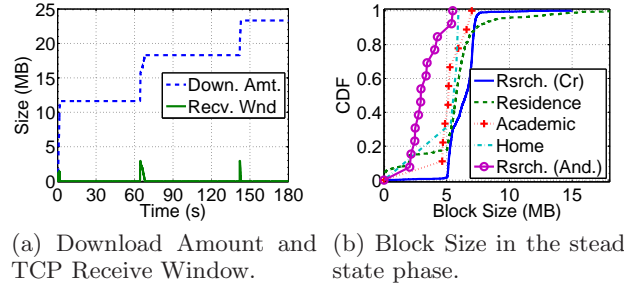 25
20
15
10
5
0
Size (MB)
Down. Amt.
Recv. Wnd
0 30 60 90 120 150 180
Time (s)
1
0.8
0.6
0.4
0.2
0
CDF
Rsrch. (Cr)
Residence
Academic
Home
Rsrch. (And.)
0 5 10 15
Block Size (MB)
(a) Download Amount and
TCP Receive Window.
(b) Block Size in the stead
state phase.